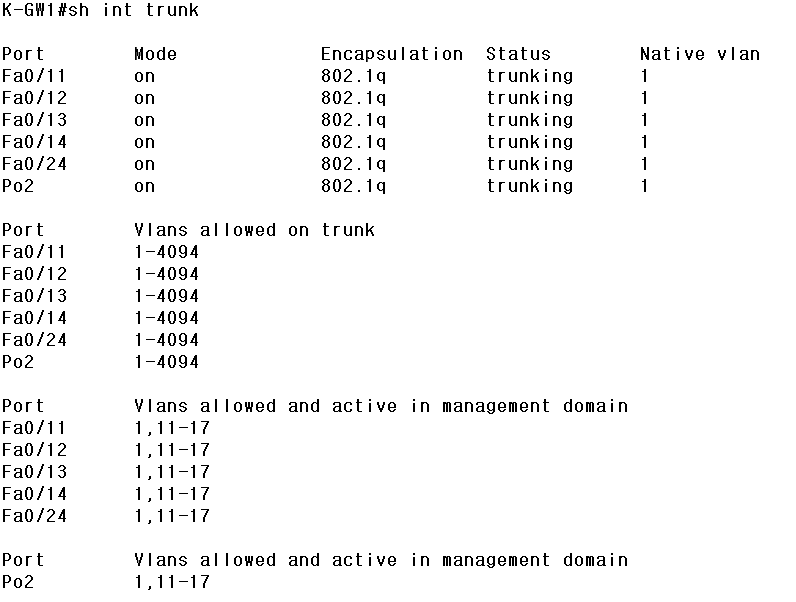 K-GW1#sh int trunk
Port Mode Encapsulation Status Native vlan
Fa0/11 on 802.1q trunking 1
Fa0/12 on 802.1q trunking 1
Fa0/13 on 802.1q trunking 1
Fa0/14 on 802.1q trunking 1
Fa0/24 on 802.1q trunking 1
Po2 on 802.1q trunking 1
Port Vlans allowed on trunk
Fa0/11 1-4094
Fa0/12 1-4094
Fa0/13 1-4094
Fa0/14 1-4094
Fa0/24 1-4094
Po2 1-4094
Port Vlans allowed and active in management domain
Fa0/11 1,11-17
Fa0/12 1,11-17
Fa0/13 1,11-17
Fa0/14 1,11-17
Fa0/24 1,11-17
Port Vlans allowed and active in management domain
Po2 1,11-17